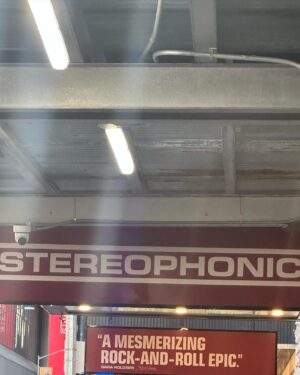 STEREOPHONIC
“A MESMERIZING
ROCK-AND-ROLL EPIC.”